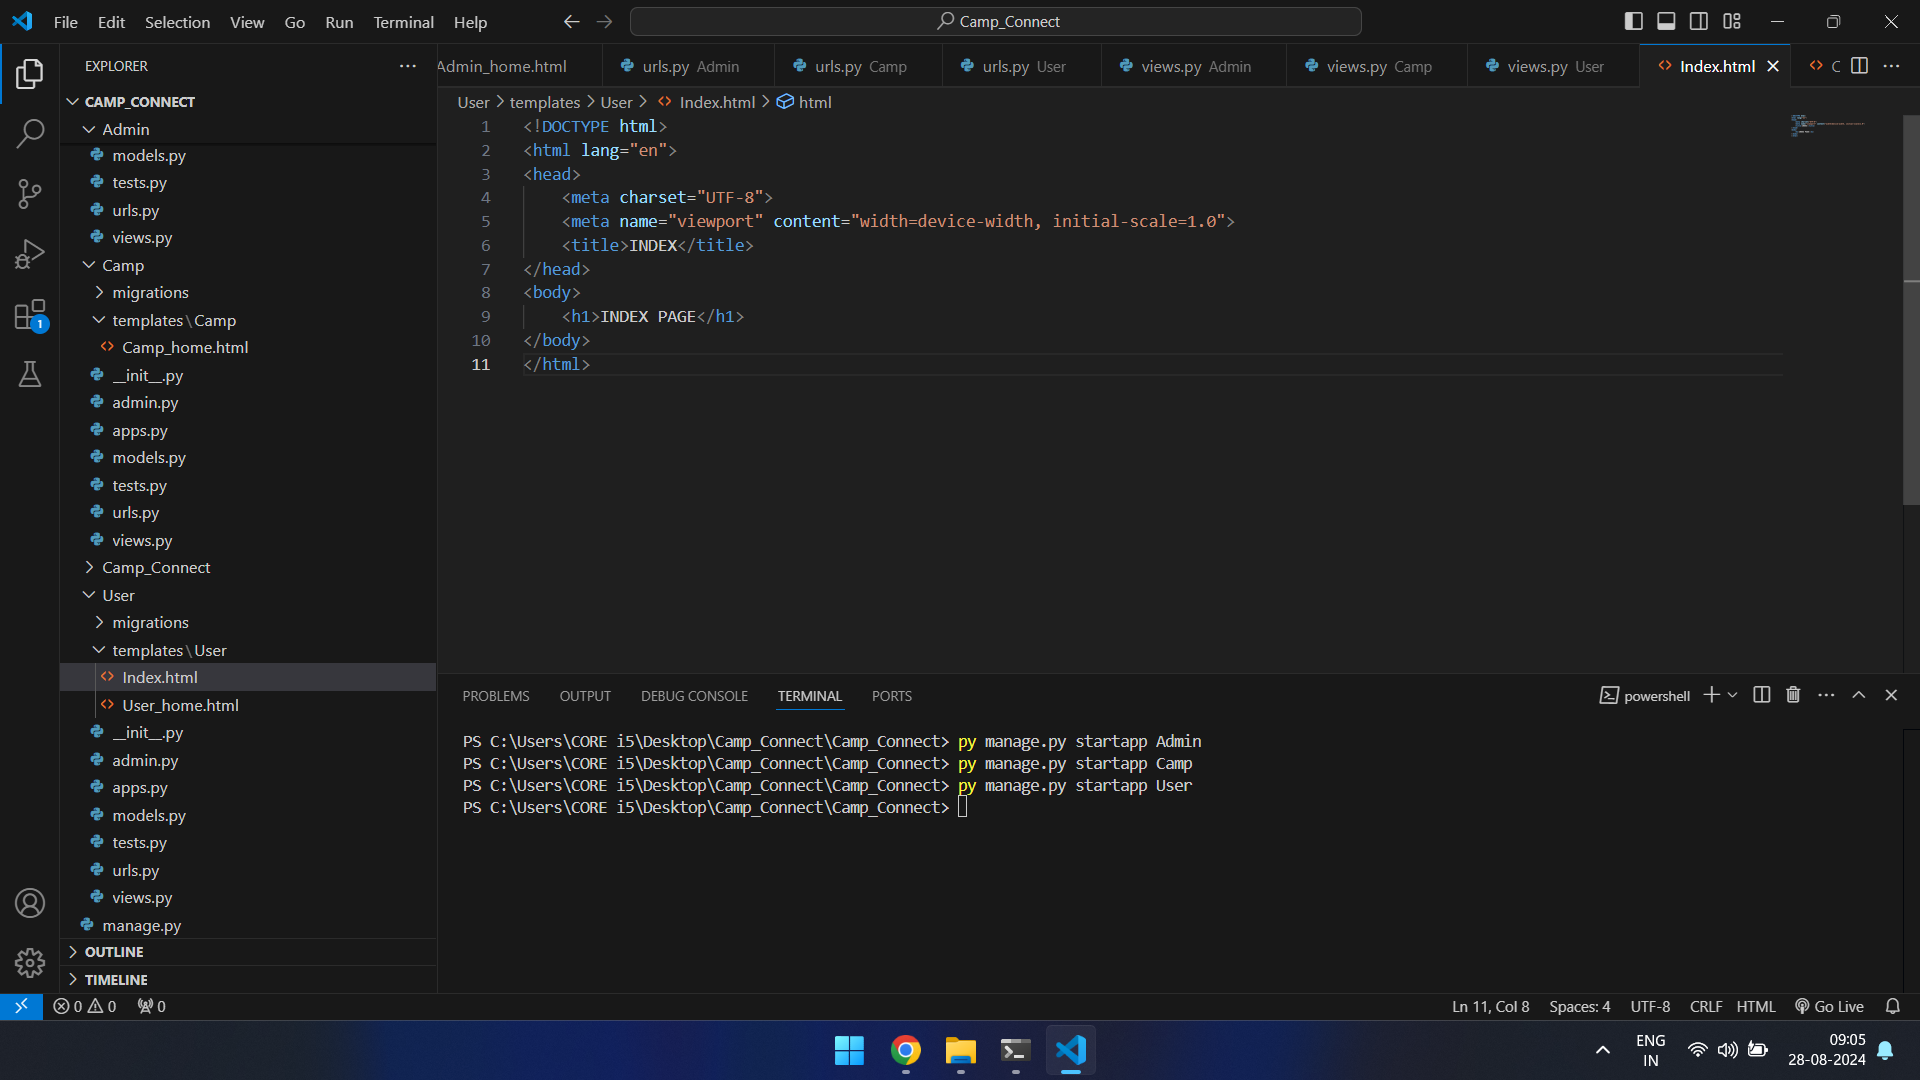 File Edit Selection View Go Run Terminal Help
Camp_Connect
EXPLORER
CAMP_CONNECT
Admin
models.py
tests.py
urls.py
views.py
Camp
migrations
templates\Camp
Camp_home.html
__init__.py
admin.py
apps.py
models.py
tests.py
urls.py
views.py
Camp_Connect
User
migrations
templates\User
Index.html
User_home.html
__init__.py
admin.py
apps.py
models.py
tests.py
urls.py
views.py
manage.py
OUTLINE
TIMELINE
1
Admin_home.html urls.py Admin urls.py Camp urls.py User views.py Admin views.py Camp views.py User Index.html C
User > templates > User > Index.html > html
1 <!DOCTYPE html>
2 <html lang="en">
3 <head>
4 <meta charset="UTF-8">
5 <meta name="viewport" content="width=device-width, initial-scale=1.0">
6 <title>INDEX</title>
7 </head>
8 <body>
9 <h1>INDEX PAGE</h1>
10 </body>
11 </html>
PROBLEMS OUTPUT DEBUG CONSOLE TERMINAL PORTS
powershell
PS C:\Users\CORE i5\Desktop\Camp_Connect\Camp_Connect> py manage.py startapp Admin
PS C:\Users\CORE i5\Desktop\Camp_Connect\Camp_Connect> py manage.py startapp Camp
PS C:\Users\CORE i5\Desktop\Camp_Connect\Camp_Connect> py manage.py startapp User
PS C:\Users\CORE i5\Desktop\Camp_Connect\Camp_Connect>
0 0 0
Ln 11, Col 8 Spaces: 4 UTF-8 CRLF HTML Go Live
ENG
IN
09:05
28-08-2024